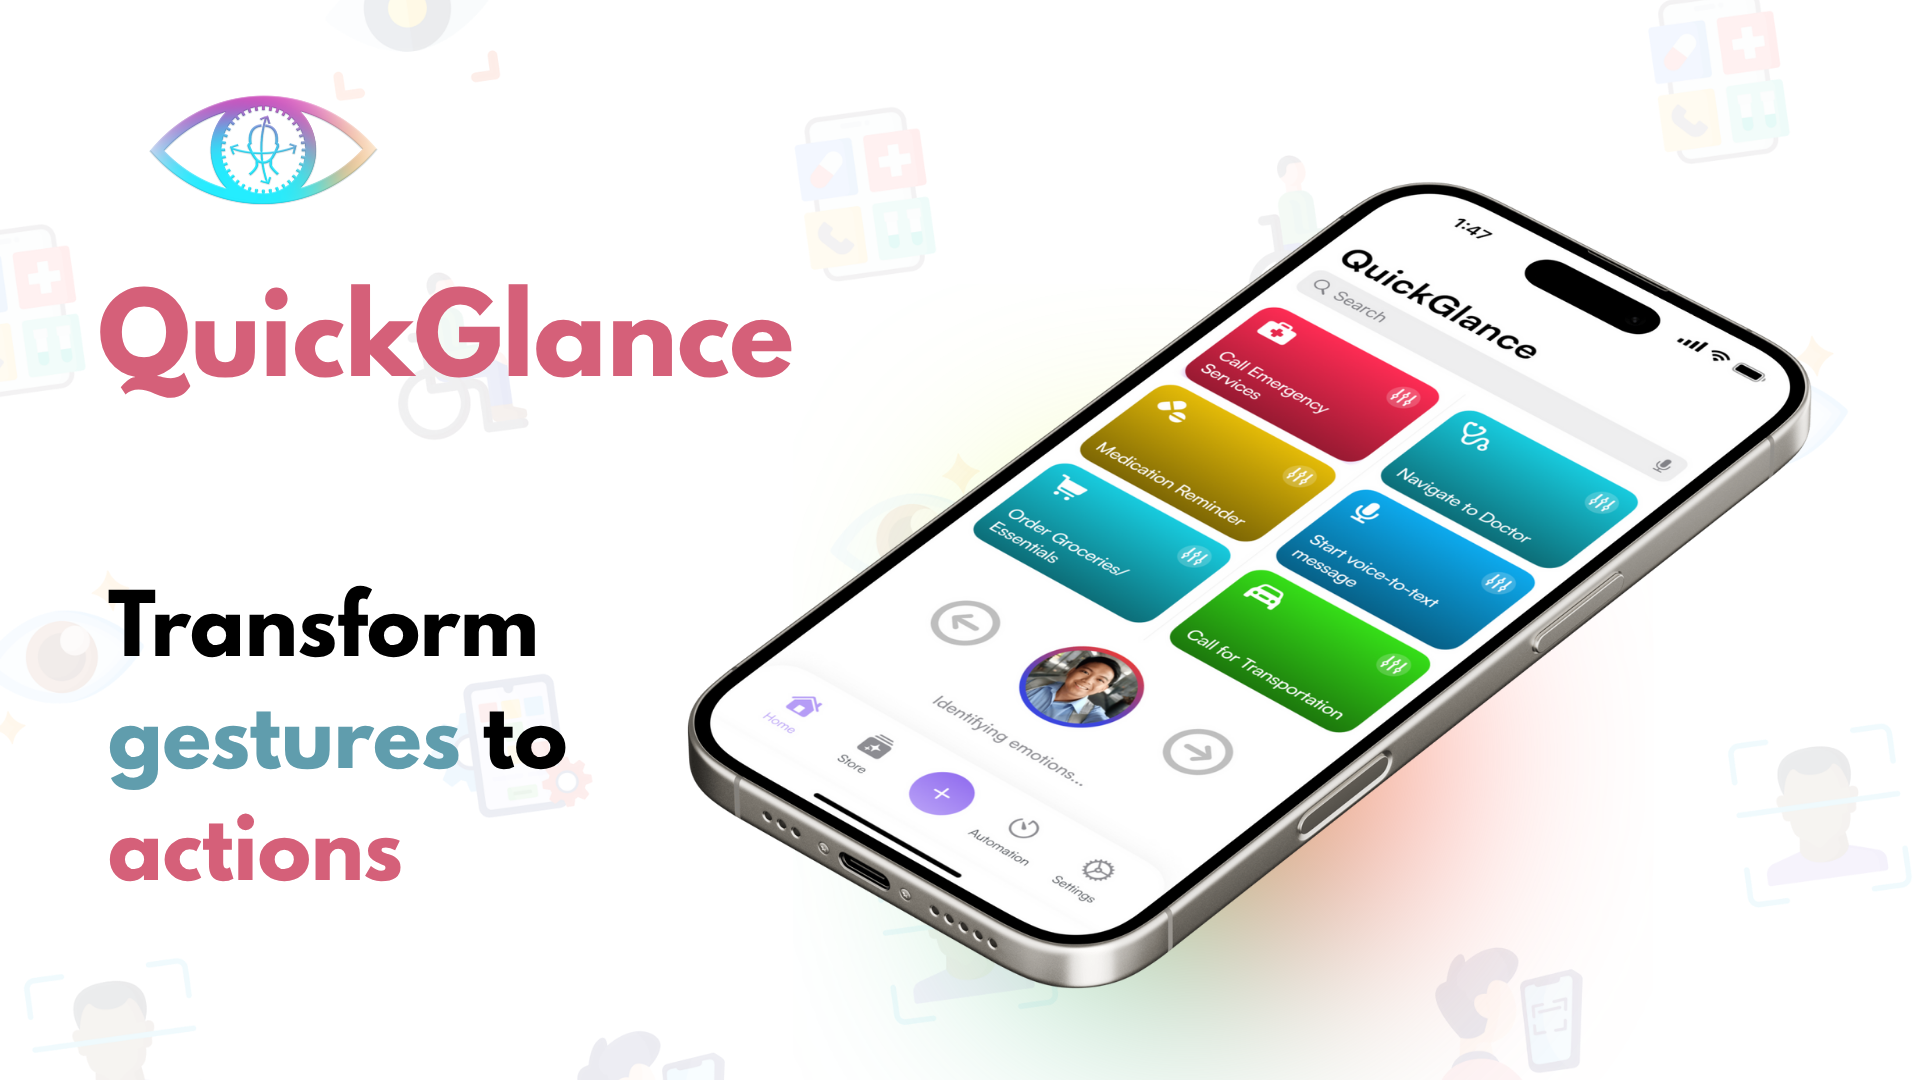 QuickGlance
Transform
gestures to
actions
1:47
QuickGlance
Search
Call Emergency
Services
Navigate to Doctor
Medication Reminder
Start voice-to-text
message
Order Groceries/
Essentials
Call for Transportation
Identifying emotions...
Home
Store
Automation
Settings